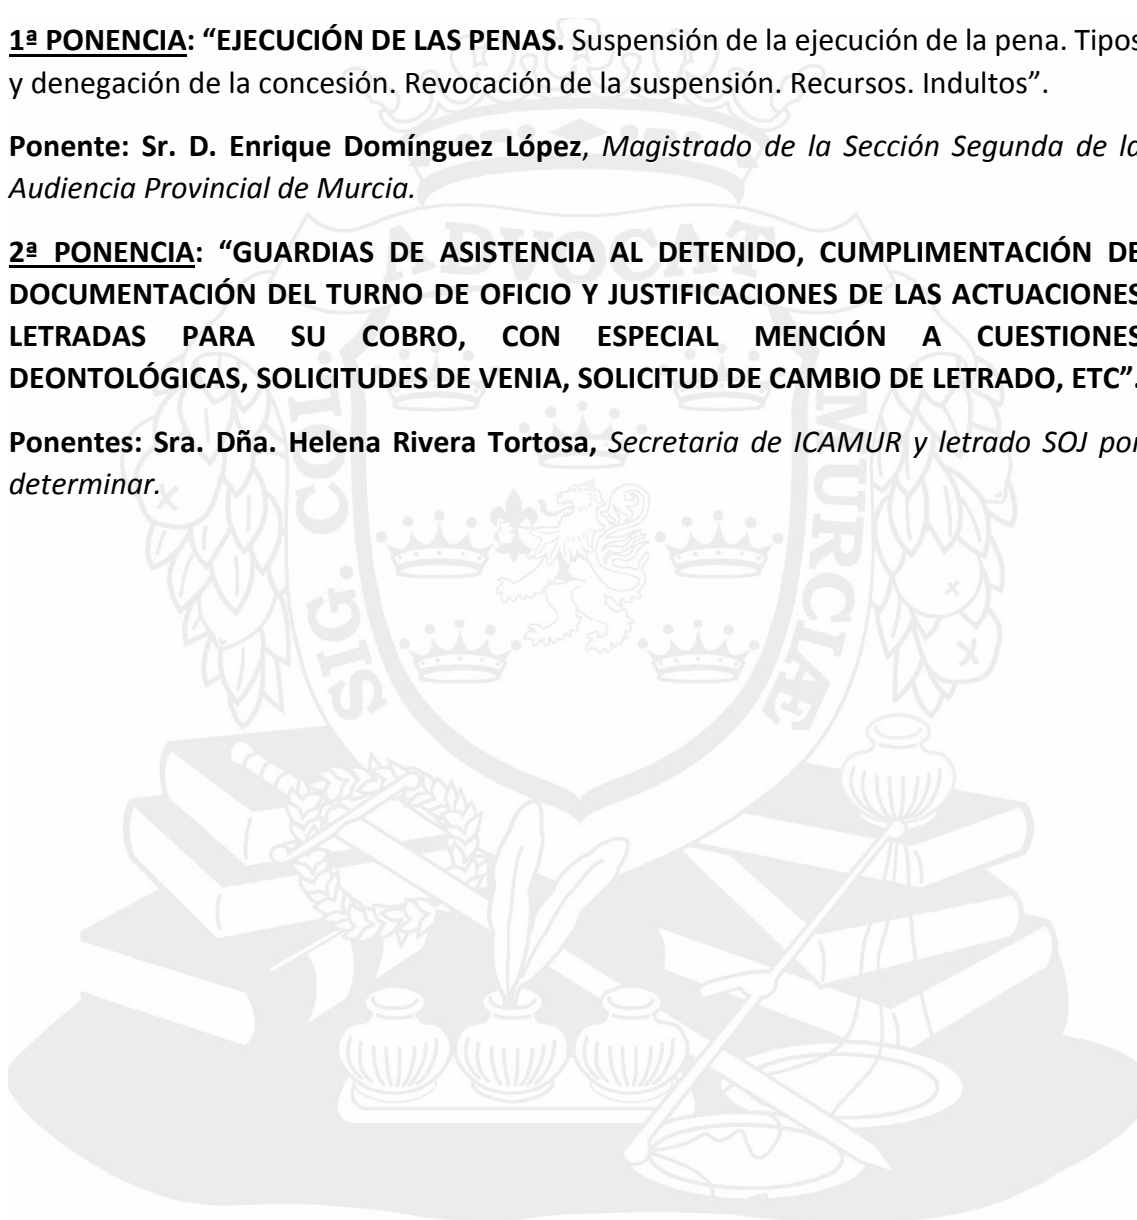 1ª PONENCIA: “EJECUCIÓN DE LAS PENAS. Suspensión de la ejecución de la pena. Tipos
y denegación de la concesión. Revocación de la suspensión. Recursos. Indultos”.
Ponente: Sr. D. Enrique Domínguez López, Magistrado de la Sección Segunda de la
Audiencia Provincial de Murcia.
2ª PONENCIA: “GUARDIAS DE ASISTENCIA AL DETENIDO, CUMPLIMENTACIÓN DE
DOCUMENTACIÓN DEL TURNO DE OFICIO Y JUSTIFICACIONES DE LAS ACTUACIONES
LETRADAS PARA SU COBRO, CON ESPECIAL MENCIÓN A CUESTIONES
DEONTOLÓGICAS, SOLICITUDES DE VENIA, SOLICITUD DE CAMBIO DE LETRADO, ETC”.
Ponentes: Sra. Dña. Helena Rivera Tortosa, Secretaria de ICAMUR y letrado SOJ por
determinar.
SIG. COL. ADVOCAT MURCIÆ